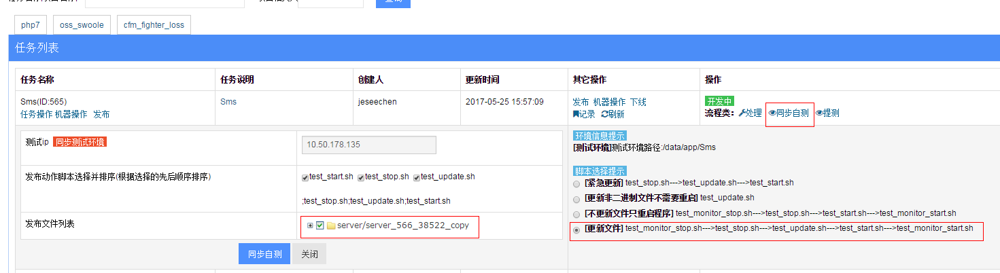 查询
php7 oss_swoole cfm_fighter_loss
任务列表
任务名称 任务说明 创建人 更新时间 其它操作 操作
Sms(ID:565) Sms jeseechen 2017-05-25 15:57:09 发布 机器操作 下线 开发中
任务操作 机器操作 发布 记录 刷新 流程类: 处理 同步自测 提测
测试ip 同步测试环境 10.50.178.135
发布动作脚本选择并排序(根据选择的先后顺序排序) test_start.sh test_stop.sh test_update.sh
;test_stop.sh;test_update.sh;test_start.sh
发布文件列表 server/server_566_38522_copy
同步自测 关闭
环境信息提示
[测试环境]测试环境路径:/data/app/Sms
脚本选择提示
[紧急更新] test_stop.sh--->test_update.sh--->test_start.sh
[更新非二进制文件不需要重启] test_update.sh
[不更新文件只重启程序] test_monitor_stop.sh--->test_stop.sh--->test_start.sh--->test_monitor_start.sh
[更新文件] test_monitor_stop.sh--->test_stop.sh--->test_update.sh--->test_start.sh--->test_monitor_start.sh